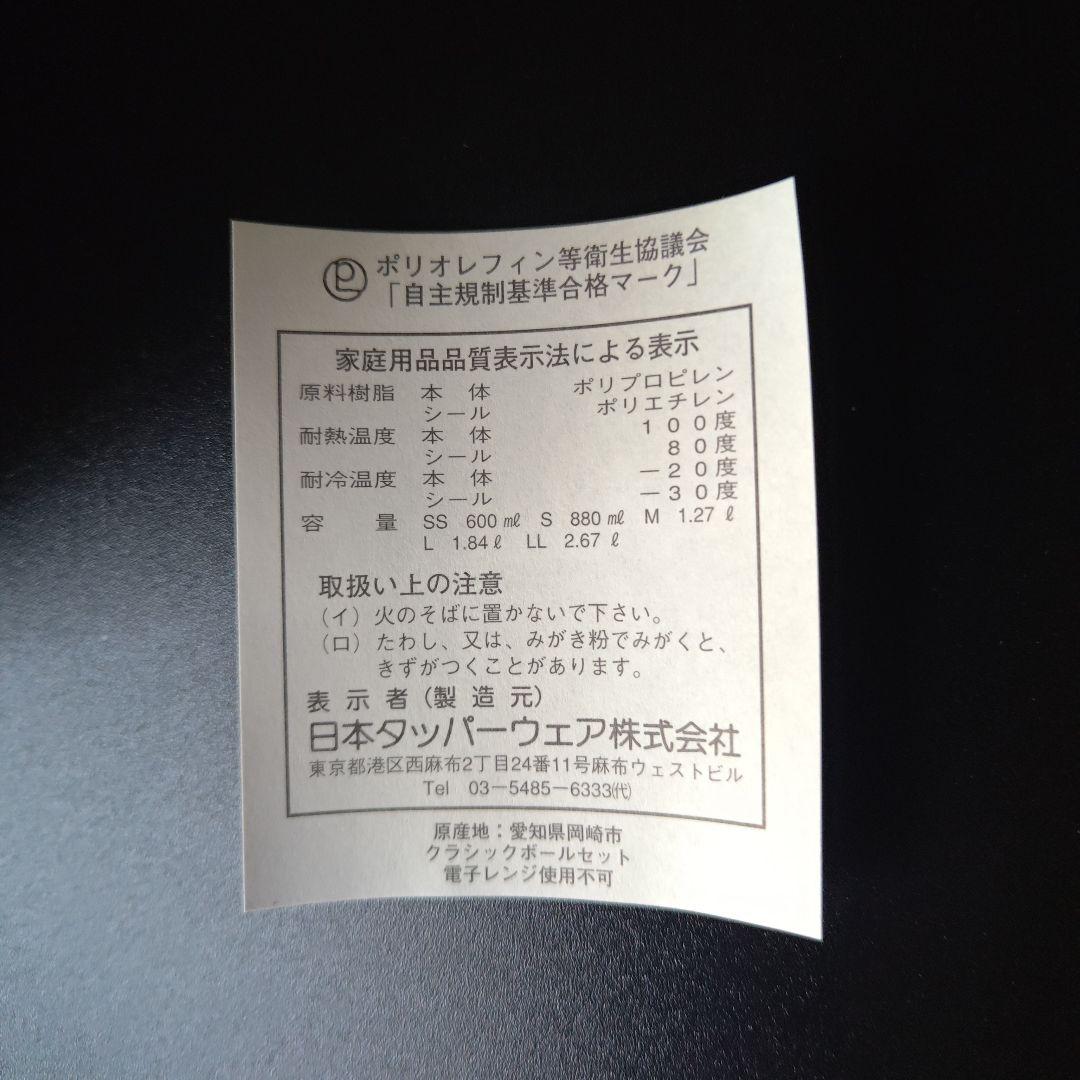 ポリオレフィン等衛生協議会
「自主規制基準合格マーク」
家庭用品品質表示法による表示
原料樹脂 本体 ポリプロピレン
シール ポリエチレン
耐熱温度 本体 100度
シール 80度
耐冷温度 本体 −20度
シール −30度
容量 SS 600㎖ S 880㎖ M 1.27ℓ
L 1.84ℓ LL 2.67ℓ
取扱い上の注意
(イ) 火のそばに置かないで下さい。
(ロ) たわし、又は、みがき粉でみがくと、
きずがつくことがあります。
表示者(製造元)
日本タッパーウェア株式会社
東京都港区西麻布2丁目24番11号麻布ウェストビル
Tel 03−5485−6333㈹
原産地：愛知県岡崎市
クラシックボールセット
電子レンジ使用不可